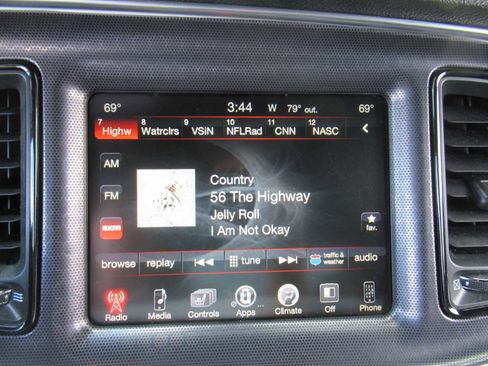 69° 3:44 W 79° out. 69°
7 8 9 10 11 12
Highw Watrclrs VSiN NFLRad CNN NASC
AM
FM
sxm
Country
56 The Highway
Jelly Roll
I Am Not Okay
fav.
browse replay tune traffic & weather audio
Radio Media Controls Apps Climate Off Phone